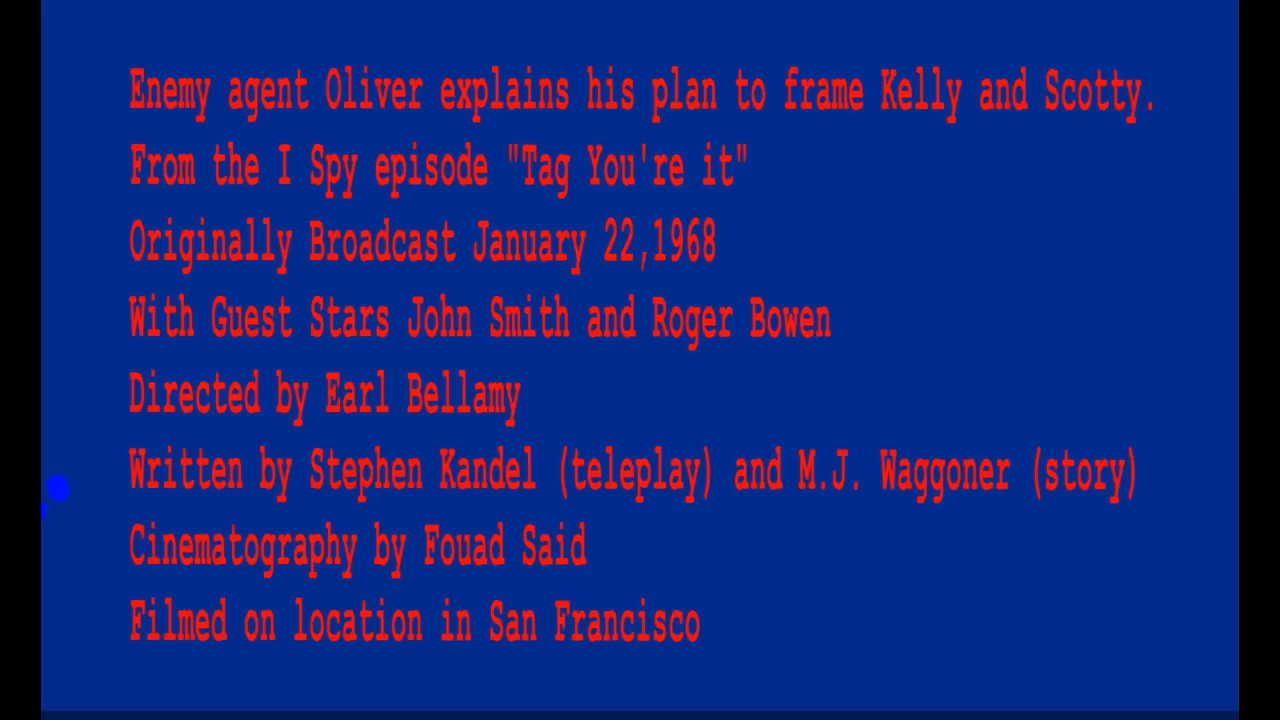 Enemy agent Oliver explains his plan to frame Kelly and Scotty.
From the I Spy episode "Tag You're it"
Originally Broadcast January 22,1968
With Guest Stars John Smith and Roger Bowen
Directed by Earl Bellamy
Written by Stephen Kandel (teleplay) and M.J. Waggoner (story)
Cinematography by Fouad Said
Filmed on location in San Francisco